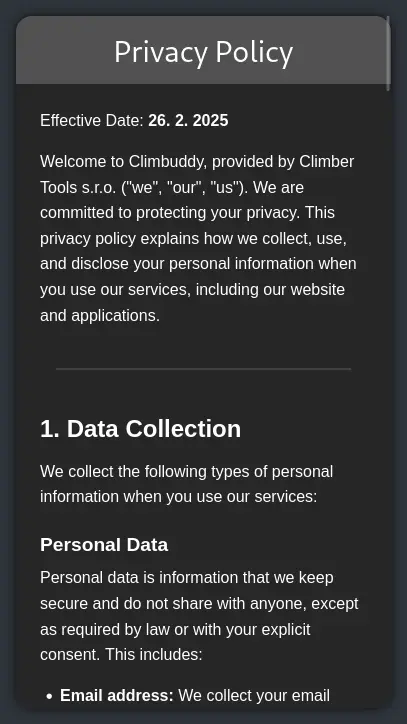 Privacy Policy
Effective Date: 26. 2. 2025
Welcome to Climbuddy, provided by Climber
Tools s.r.o. ("we", "our", "us"). We are
committed to protecting your privacy. This
privacy policy explains how we collect, use,
and disclose your personal information when
you use our services, including our website
and applications.
1. Data Collection
We collect the following types of personal
information when you use our services:
Personal Data
Personal data is information that we keep
secure and do not share with anyone, except
as required by law or with your explicit
consent. This includes:
• Email address: We collect your email